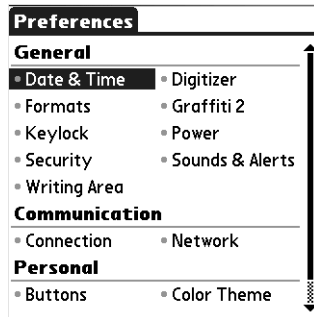 Preferences
General
Date & Time Digitizer
Formats Graffiti 2
Keylock Power
Security Sounds & Alerts
Writing Area
Communication
Connection Network
Personal
Buttons Color Theme